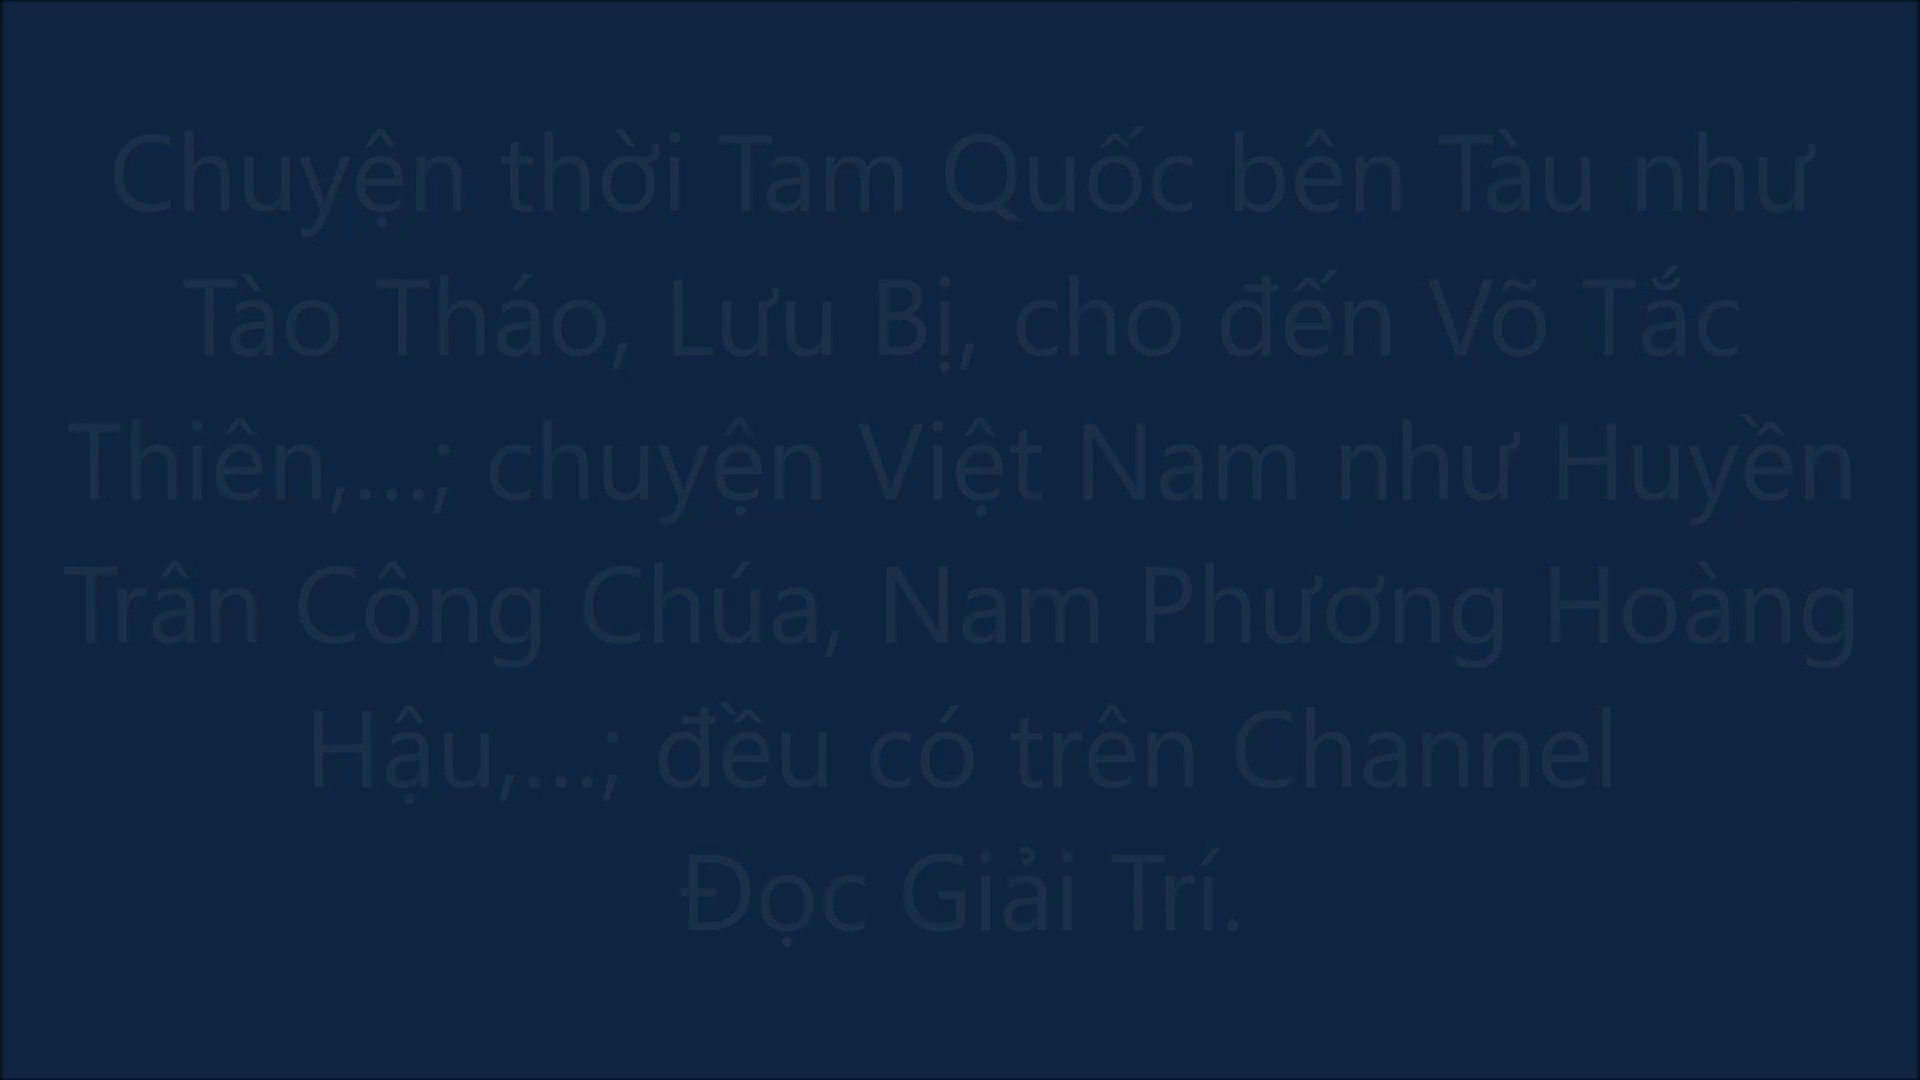 Chuyện thời Tam Quốc bên Tàu như
Tào Tháo, Lưu Bị, cho đến Võ Tắc
Thiên,...; chuyện Việt Nam như Huyền
Trân Công Chúa, Nam Phương Hoàng
Hậu,...; đều có trên Channel
Đọc Giải Trí.